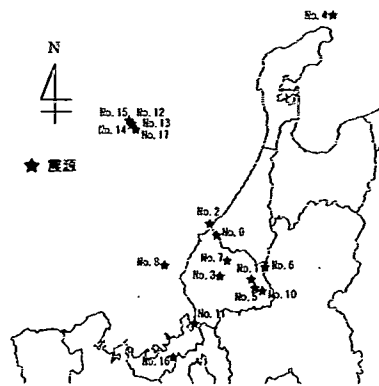 No. 4
N
No. 15 No. 12
No. 13
No. 14 No. 17
★ 震源
No. 2
No. 9
No. 8
No. 7
No. 6
No. 3
No. 1
No. 5 No. 10
No. 11
No. 16